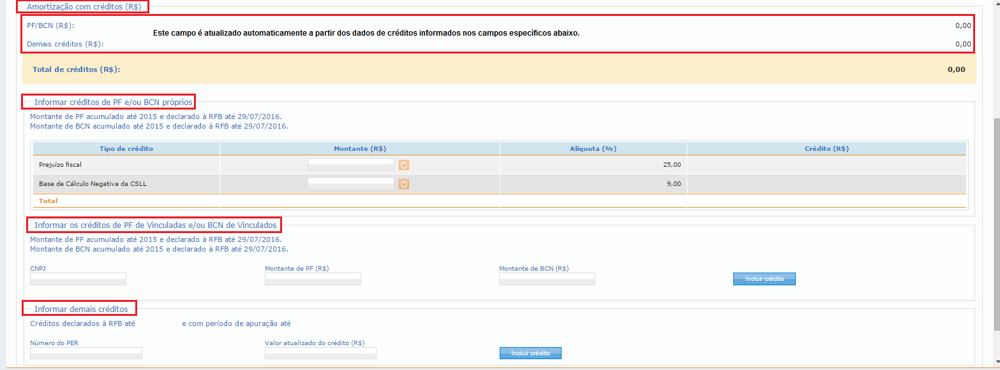 Amortização com créditos (R$)
PF/BCN (R$): 0,00
Este campo é atualizado automaticamente a partir dos dados de créditos informados nos campos específicos abaixo.
Demais créditos (R$): 0,00
Total de créditos (R$): 0,00
Informar créditos de PF e/ou BCN próprios
Montante de PF acumulado até 2015 e declarado à RFB até 29/07/2016.
Montante de BCN acumulado até 2015 e declarado à RFB até 29/07/2016.
Tipo de crédito Montante (R$) Alíquota (%) Crédito (R$)
Prejuízo fiscal 25,00
Base de Cálculo Negativa da CSLL 9,00
Total
Informar os créditos de PF de Vinculadas e/ou BCN de Vinculados
Montante de PF acumulado até 2015 e declarado à RFB até 29/07/2016.
Montante de BCN acumulado até 2015 e declarado à RFB até 29/07/2016.
CNPJ Montante de PF (R$) Montante de BCN (R$)
Incluir crédito
Informar demais créditos
Créditos declarados à RFB até e com período de apuração até
Número do PER Valor atualizado do crédito (R$)
Incluir crédito